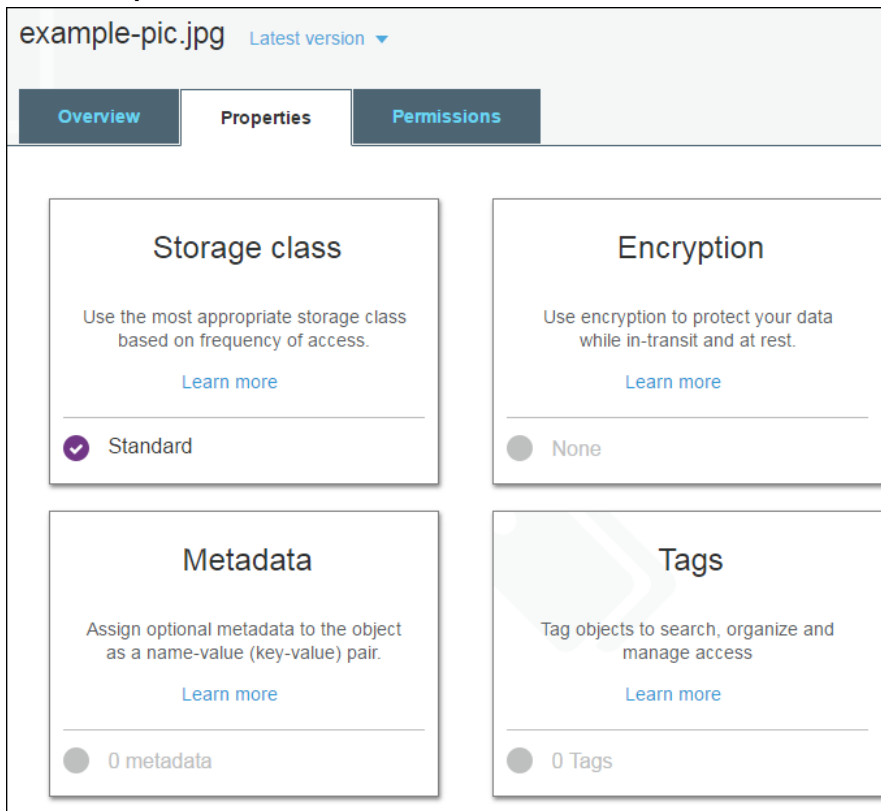 example-pic.jpg Latest version
Overview Properties Permissions
Storage class
Use the most appropriate storage class
based on frequency of access.
Learn more
Standard
Encryption
Use encryption to protect your data
while in-transit and at rest.
Learn more
None
Metadata
Assign optional metadata to the object
as a name-value (key-value) pair.
Learn more
0 metadata
Tags
Tag objects to search, organize and
manage access
Learn more
0 Tags